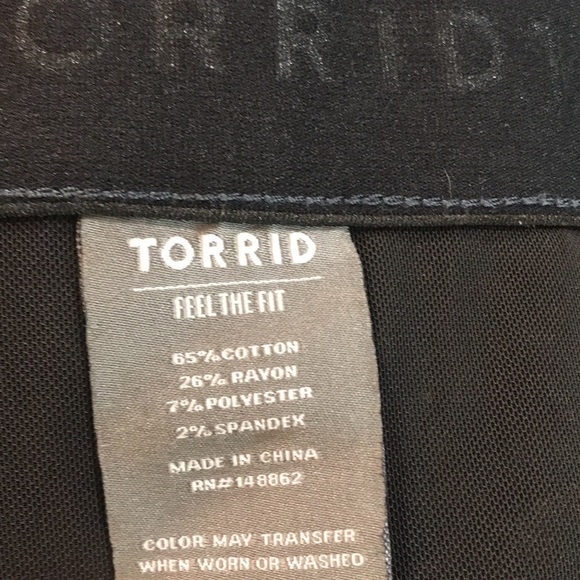 ORRID
TORRID
FEEL THE FIT
65% COTTON
26% RAYON
7% POLYESTER
2% SPANDEX
MADE IN CHINA
RN# 148862
COLOR MAY TRANSFER
WHEN WORN OR WASHED